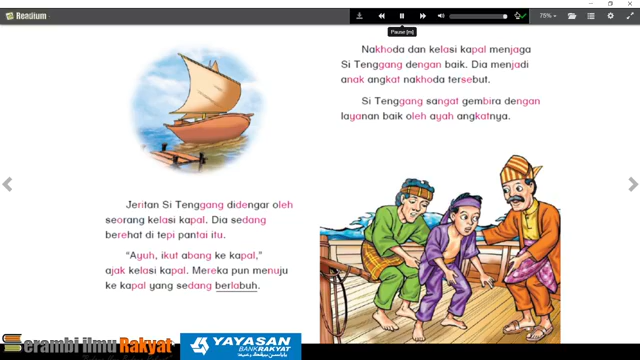 Readium
78%
Pause [m]
Jeritan Si Tenggang didengar oleh
seorang kelasi kapal. Dia sedang
berehat di tepi pantai itu.
"Ayuh, ikut abang ke kapal,"
ajak kelasi kapal. Mereka pun menuju
ke kapal yang sedang berlabuh.
Nakhoda dan kelasi kapal menjaga
Si Tenggang dengan baik. Dia menjadi
anak angkat nakhoda tersebut.
Si Tenggang sangat gembira dengan
layanan baik oleh ayah angkatnya.
Serambi ilmu Rakyat
YAYASAN
BANK RAKYAT